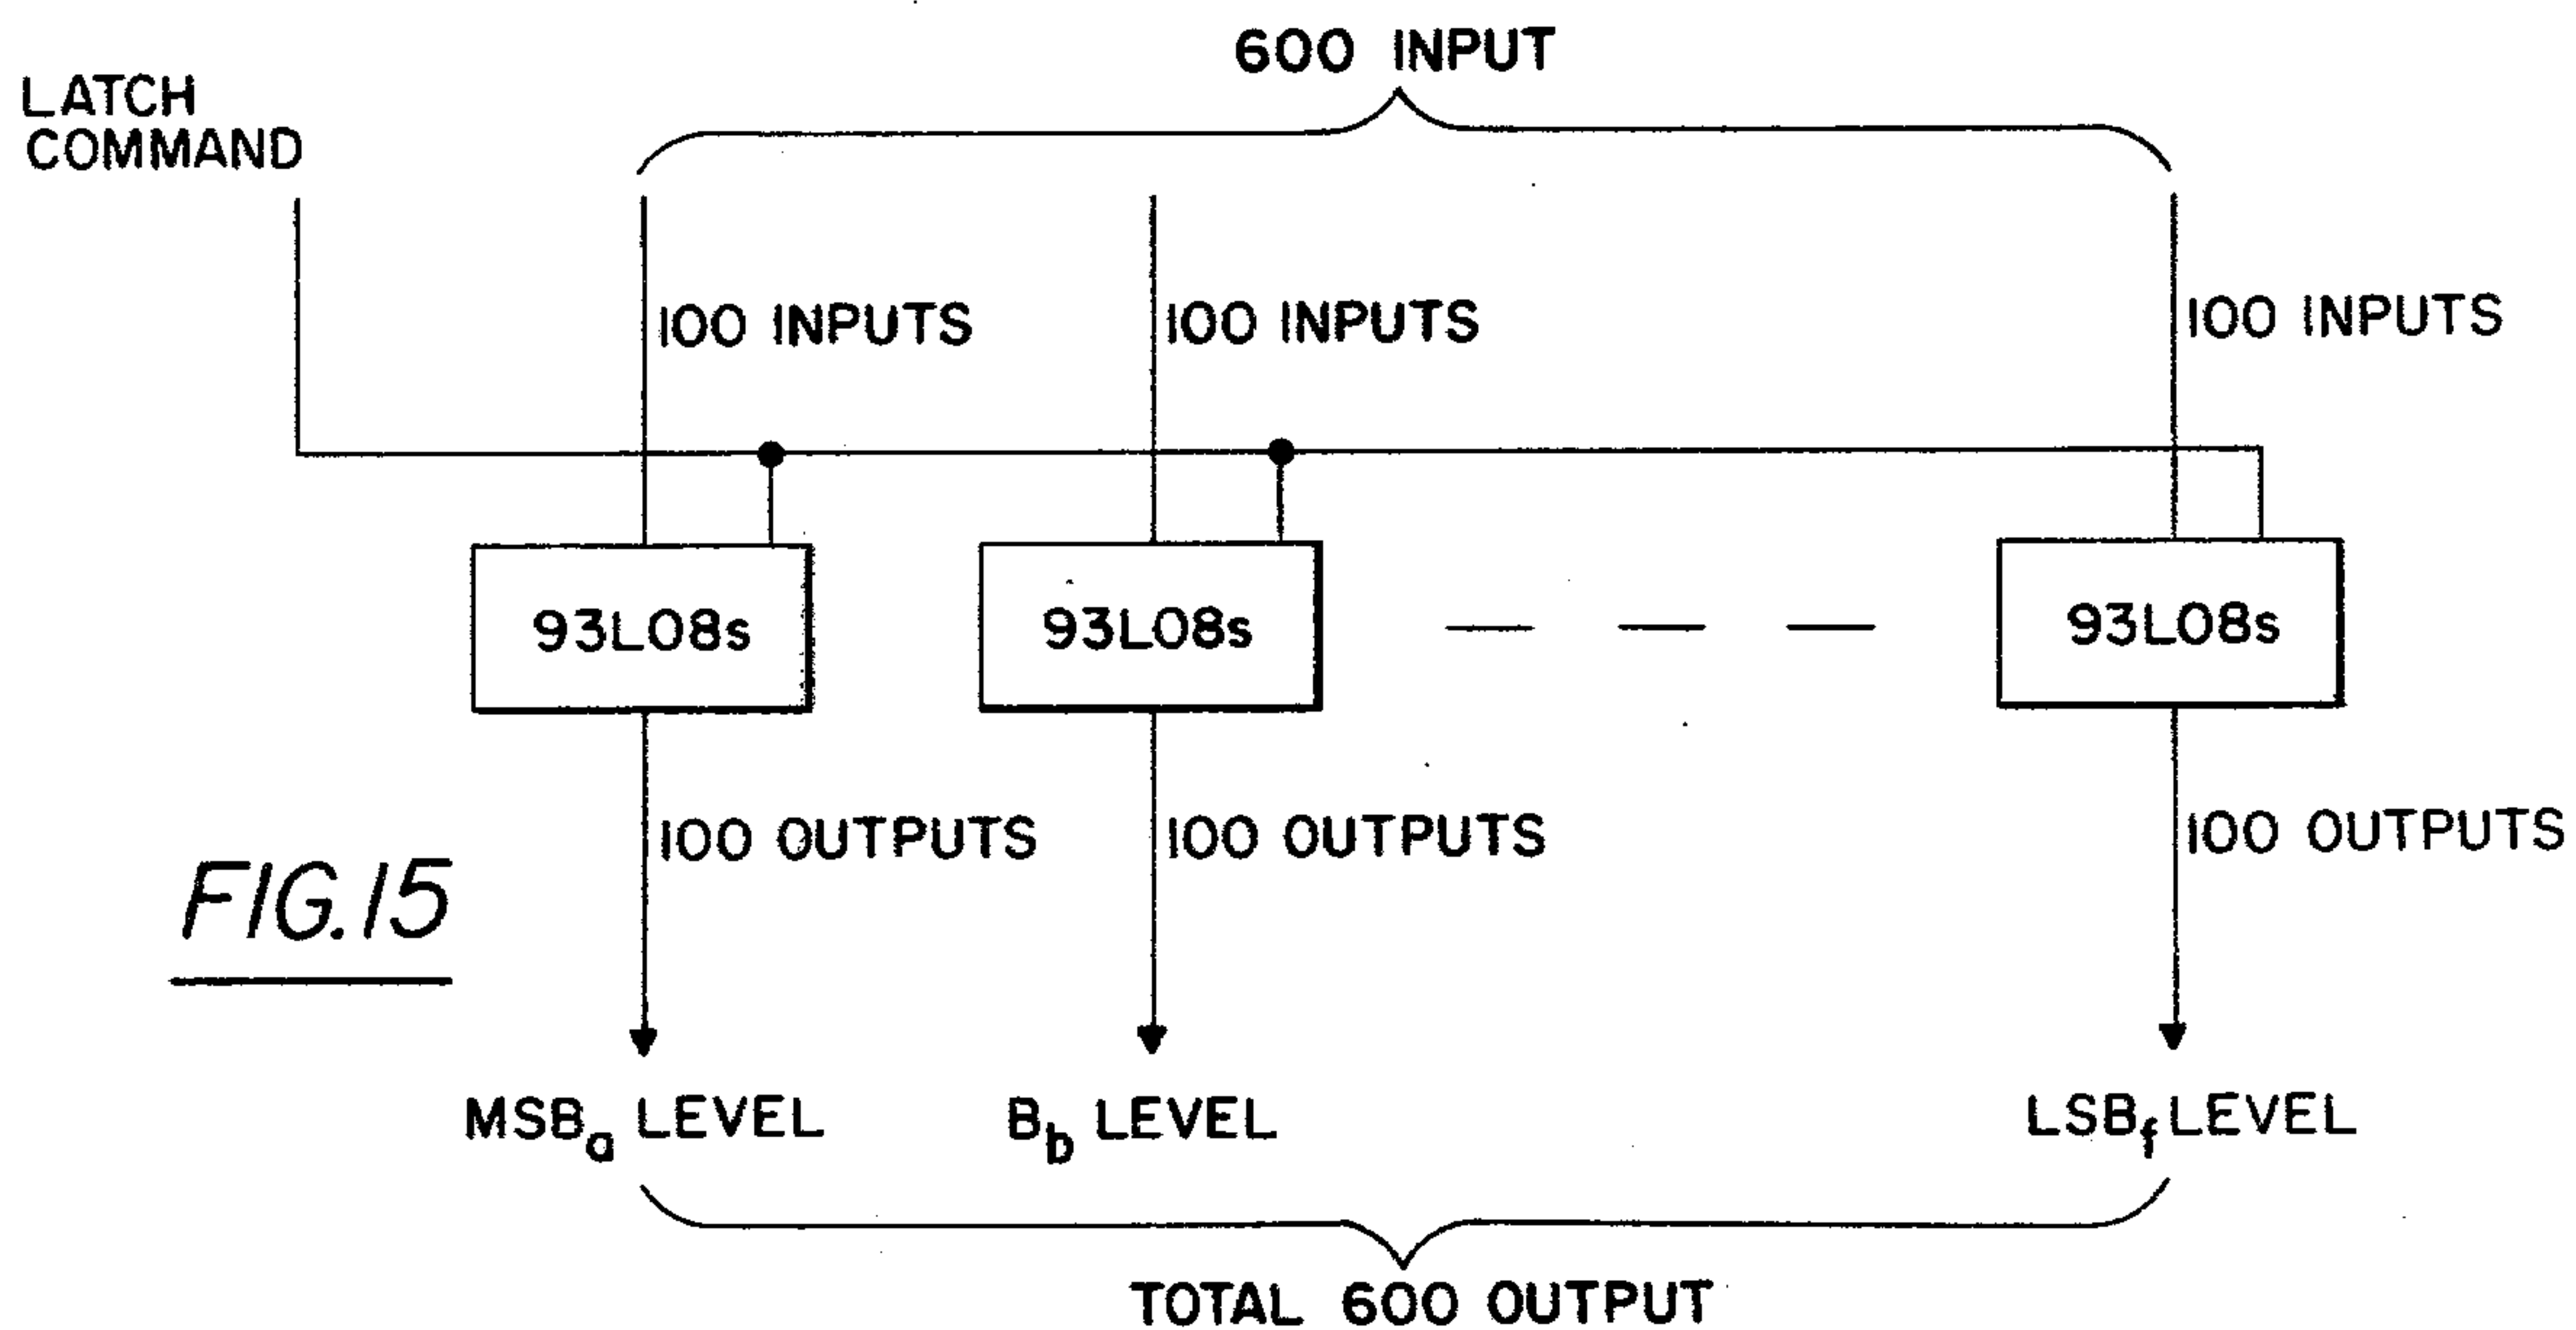 600 INPUT
LATCH
COMMAND
100 INPUTS
100 INPUTS
100 INPUTS
93L08s
93L08s
93L08s
100 OUTPUTS
100 OUTPUTS
100 OUTPUTS
FIG.15
MSBa LEVEL
Bb LEVEL
LSBf LEVEL
TOTAL 600 OUTPUT